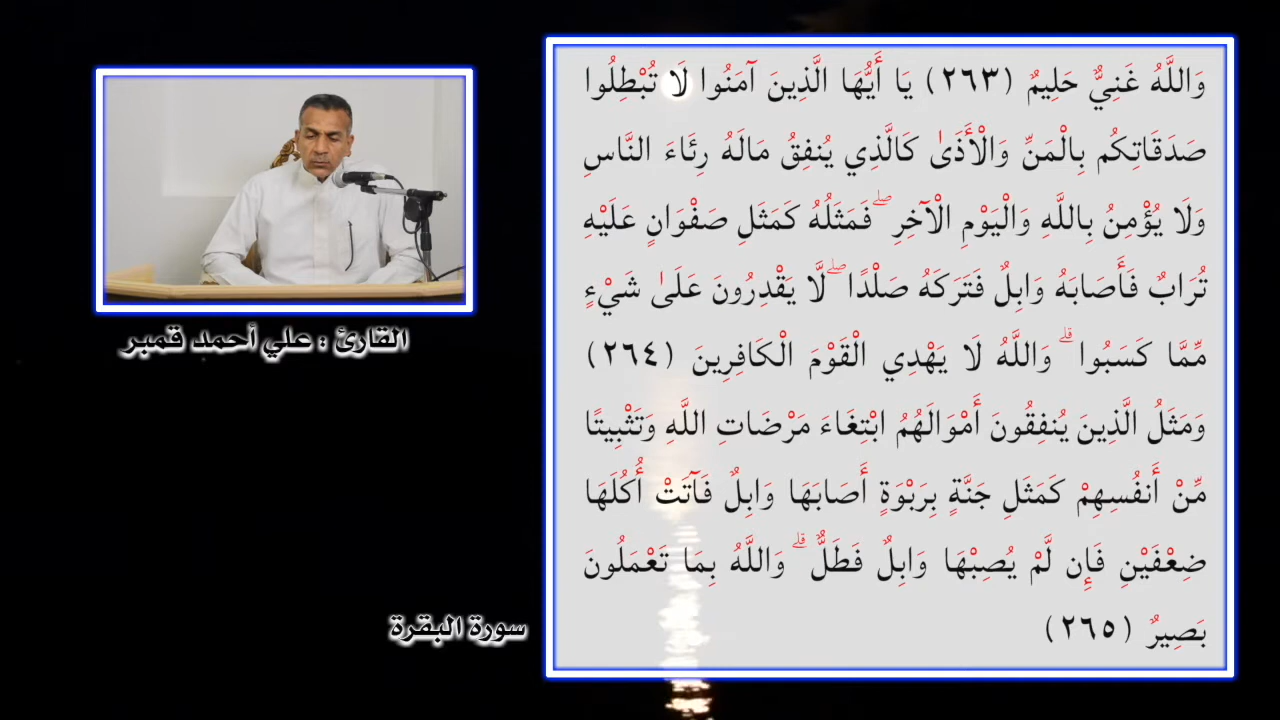 وَاللَّهُ غَنِيٌّ حَلِيمٌ (٢٦٣) يَا أَيُّهَا الَّذِينَ آمَنُوا لَا تُبْطِلُوا
صَدَقَاتِكُم بِالْمَنِّ وَالْأَذَىٰ كَالَّذِي يُنفِقُ مَالَهُ رِئَاءَ النَّاسِ
وَلَا يُؤْمِنُ بِاللَّهِ وَالْيَوْمِ الْآخِرِ ۖ فَمَثَلُهُ كَمَثَلِ صَفْوَانٍ عَلَيْهِ
تُرَابٌ فَأَصَابَهُ وَابِلٌ فَتَرَكَهُ صَلْدًا ۖ لَّا يَقْدِرُونَ عَلَىٰ شَيْءٍ
مِّمَّا كَسَبُوا ۗ وَاللَّهُ لَا يَهْدِي الْقَوْمَ الْكَافِرِينَ (٢٦٤)
وَمَثَلُ الَّذِينَ يُنفِقُونَ أَمْوَالَهُمُ ابْتِغَاءَ مَرْضَاتِ اللَّهِ وَتَثْبِيتًا
مِّنْ أَنفُسِهِمْ كَمَثَلِ جَنَّةٍ بِرَبْوَةٍ أَصَابَهَا وَابِلٌ فَآتَتْ أُكُلَهَا
ضِعْفَيْنِ فَإِن لَّمْ يُصِبْهَا وَابِلٌ فَطَلٌّ ۗ وَاللَّهُ بِمَا تَعْمَلُونَ
بَصِيرٌ (٢٦٥)
القارئ : علي أحمد قمبر
سورة البقرة